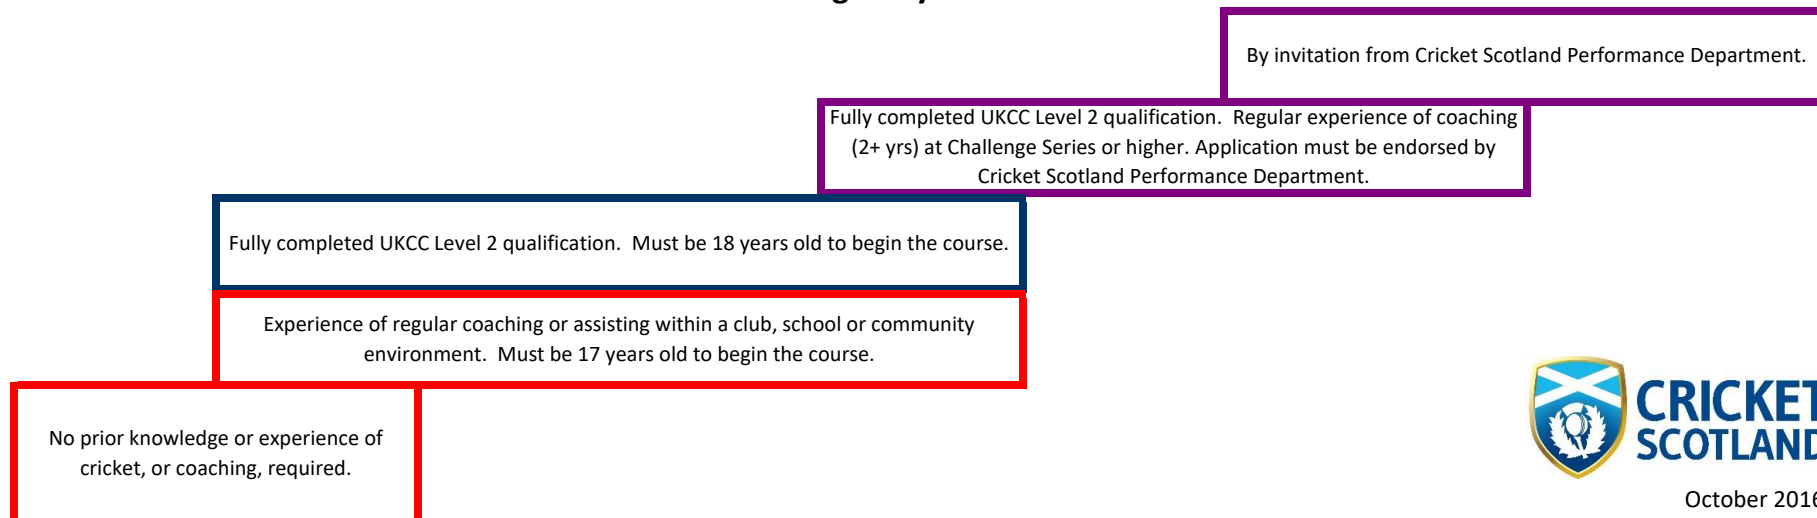 By invitation from Cricket Scotland Performance Department.
Fully completed UKCC Level 2 qualification.  Regular experience of coaching
(2+ yrs) at Challenge Series or higher. Application must be endorsed by
Cricket Scotland Performance Department.
Fully completed UKCC Level 2 qualification.  Must be 18 years old to begin the course.
Experience of regular coaching or assisting within a club, school or community
environment.  Must be 17 years old to begin the course.
No prior knowledge or experience of
cricket, or coaching, required.
CRICKET
SCOTLAND
October 2016